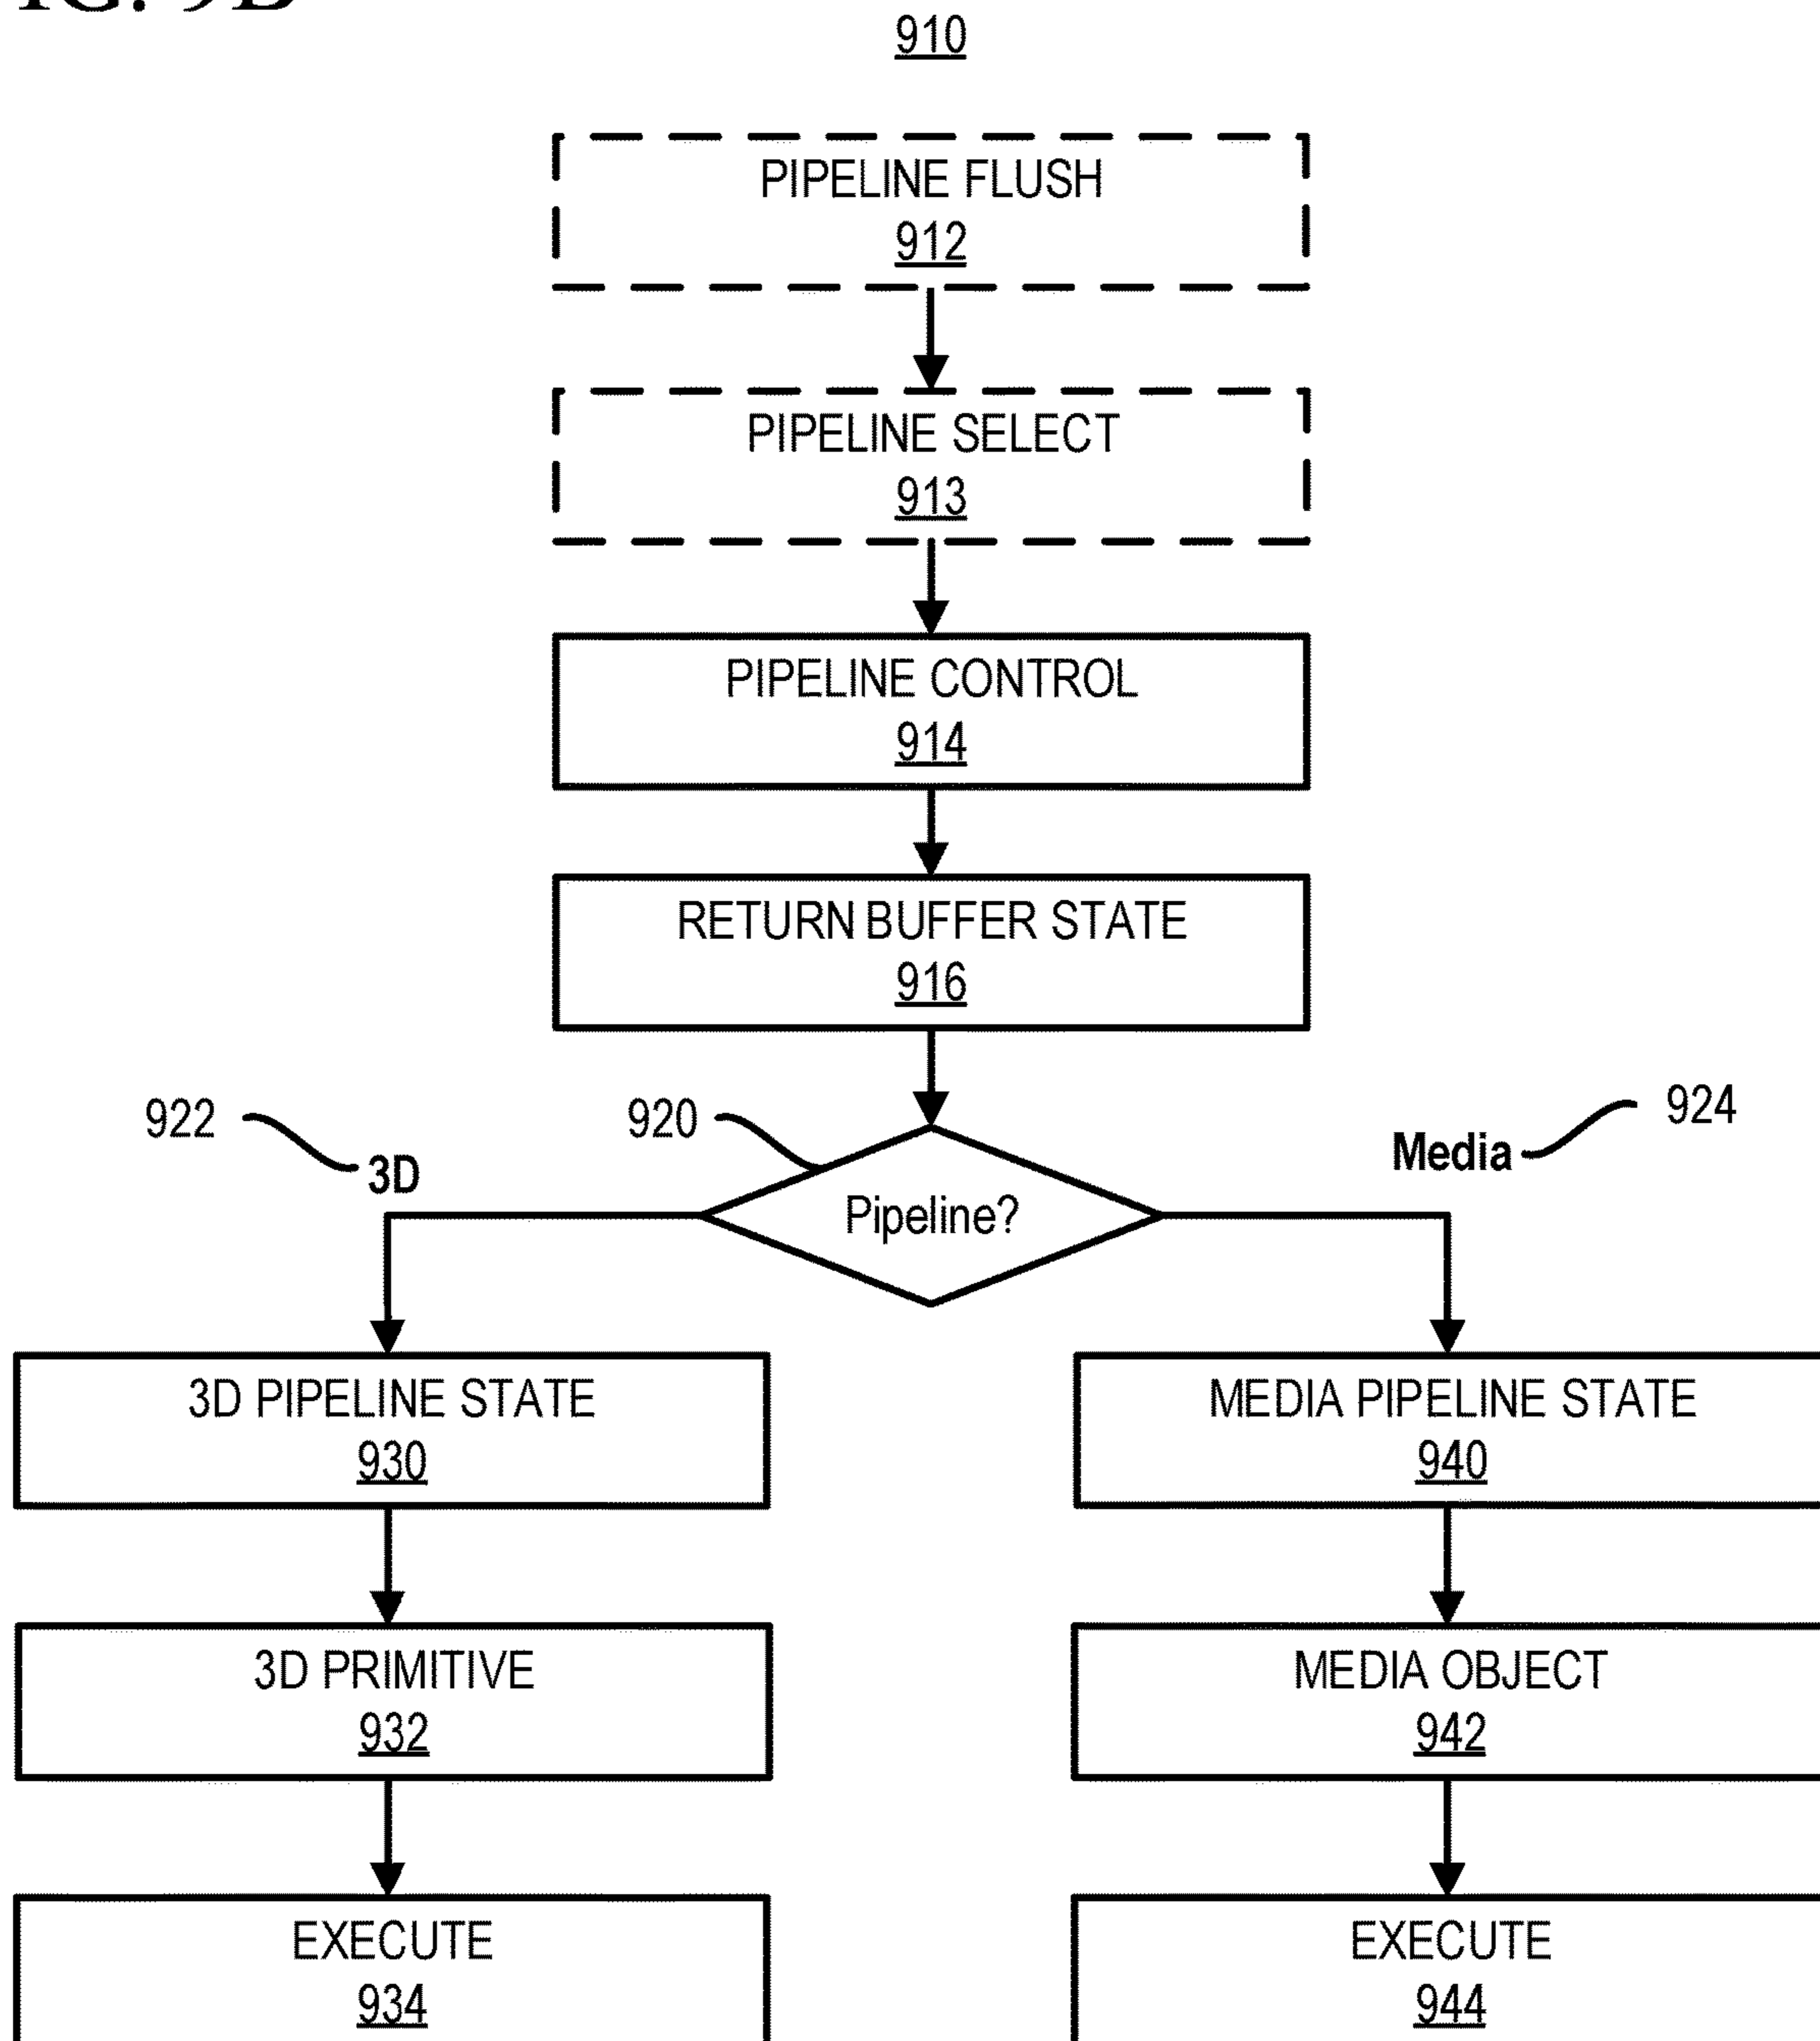 FIG. 9B
910
PIPELINE FLUSH
912
PIPELINE SELECT
913
PIPELINE CONTROL
914
RETURN BUFFER STATE
916
922
920
924
3D
Media
Pipeline?
3D PIPELINE STATE
930
MEDIA PIPELINE STATE
940
3D PRIMITIVE
932
MEDIA OBJECT
942
EXECUTE
934
EXECUTE
944